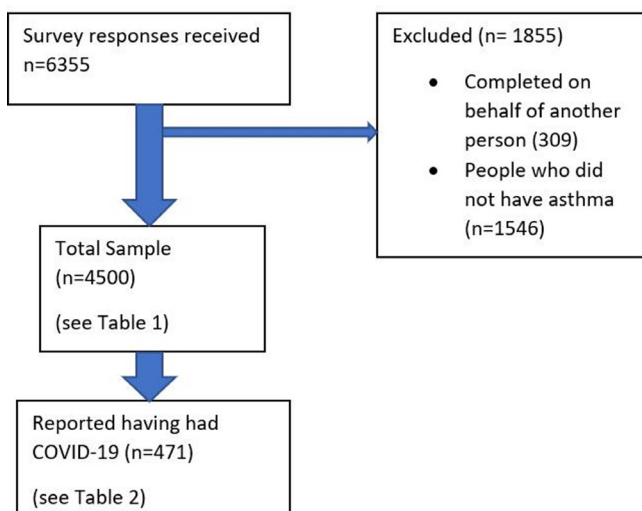 Survey responses received
n=6355
Excluded (n= 1855)
• Completed on
behalf of another
person (309)
• People who did
not have asthma
(n=1546)
Total Sample
(n=4500)
(see Table 1)
Reported having had
COVID-19 (n=471)
(see Table 2)